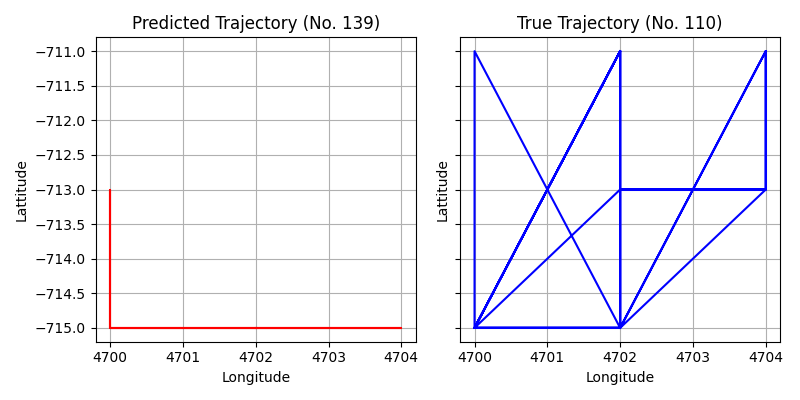 Predicted Trajectory (No. 139)
−711.0
−711.5
−712.0
−712.5
−713.0
−713.5
−714.0
−714.5
−715.0
Lattitude
4700 4701 4702 4703 4704
Longitude
True Trajectory (No. 110)
Lattitude
4700 4701 4702 4703 4704
Longitude